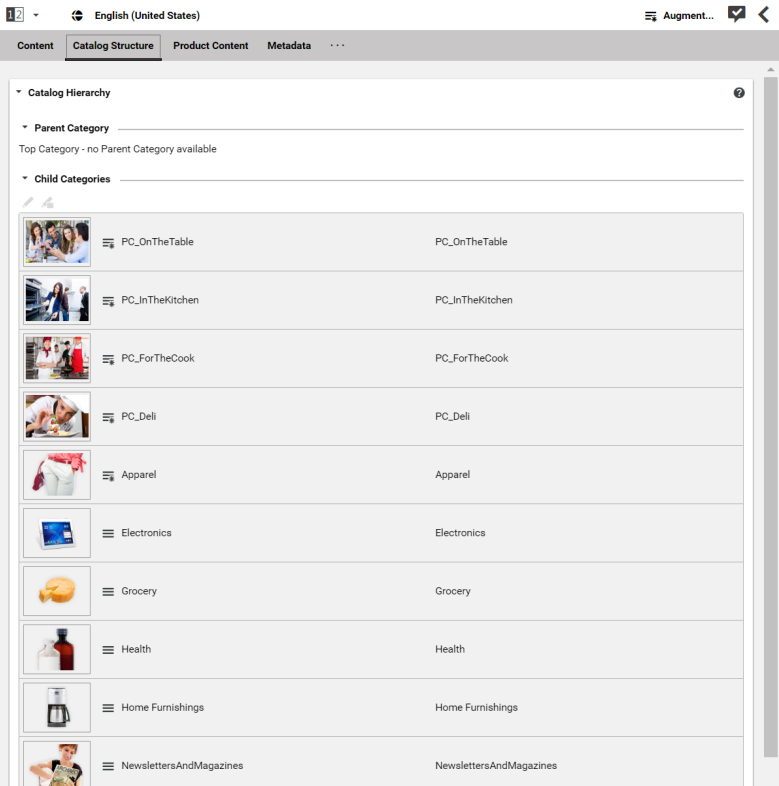 12 English (United States) Augment...
Content Catalog Structure Product Content Metadata ...
Catalog Hierarchy
Parent Category
Top Category - no Parent Category available
Child Categories
PC_OnTheTable PC_OnTheTable
PC_InTheKitchen PC_InTheKitchen
PC_ForTheCook PC_ForTheCook
PC_Deli PC_Deli
Apparel Apparel
Electronics Electronics
Grocery Grocery
Health Health
Home Furnishings Home Furnishings
NewslettersAndMagazines NewslettersAndMagazines